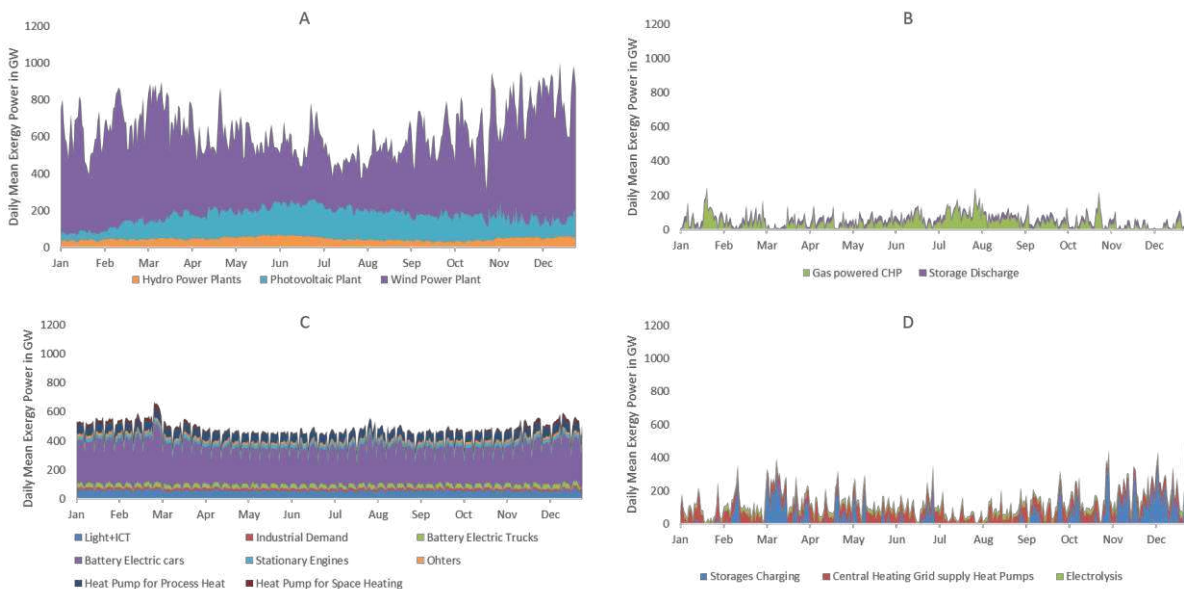 A
Daily Mean Exergy Power in GW
1200
1000
800
600
400
200
0
Jan Feb Mar Apr May Jun Jul Aug Sep Oct Nov Dec
Hydro Power Plants Photovoltaic Plant Wind Power Plant
B
Daily Mean Exergy Power in GW
1200
1000
800
600
400
200
0
Jan Feb Mar Apr May Jun Jul Aug Sep Oct Nov Dec
Gas powered CHP Storage Discharge
C
Daily Mean Exergy Power in GW
1200
1000
800
600
400
200
0
Jan Feb Mar Apr May Jun Jul Aug Sep Oct Nov Dec
Light+ICT Industrial Demand Battery Electric Trucks
Battery Electric cars Stationary Engines Ohters
Heat Pump for Process Heat Heat Pump for Space Heating
D
Daily Mean Exergy Power in GW
1200
1000
800
600
400
200
0
Jan Feb Mar Apr May Jun Jul Aug Sep Oct Nov Dec
Storages Charging Central Heating Grid supply Heat Pumps Electrolysis